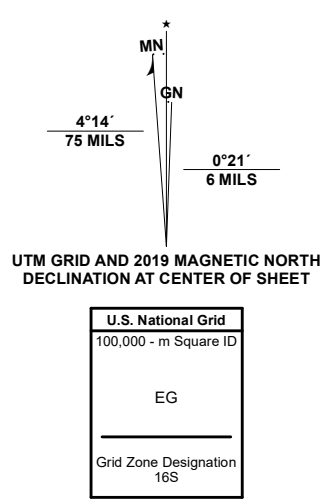 MN
GN
4°14´
75 MILS
0°21´
6 MILS
UTM GRID AND 2019 MAGNETIC NORTH
DECLINATION AT CENTER OF SHEET
U.S. National Grid
100,000 - m Square ID
EG
Grid Zone Designation
16S